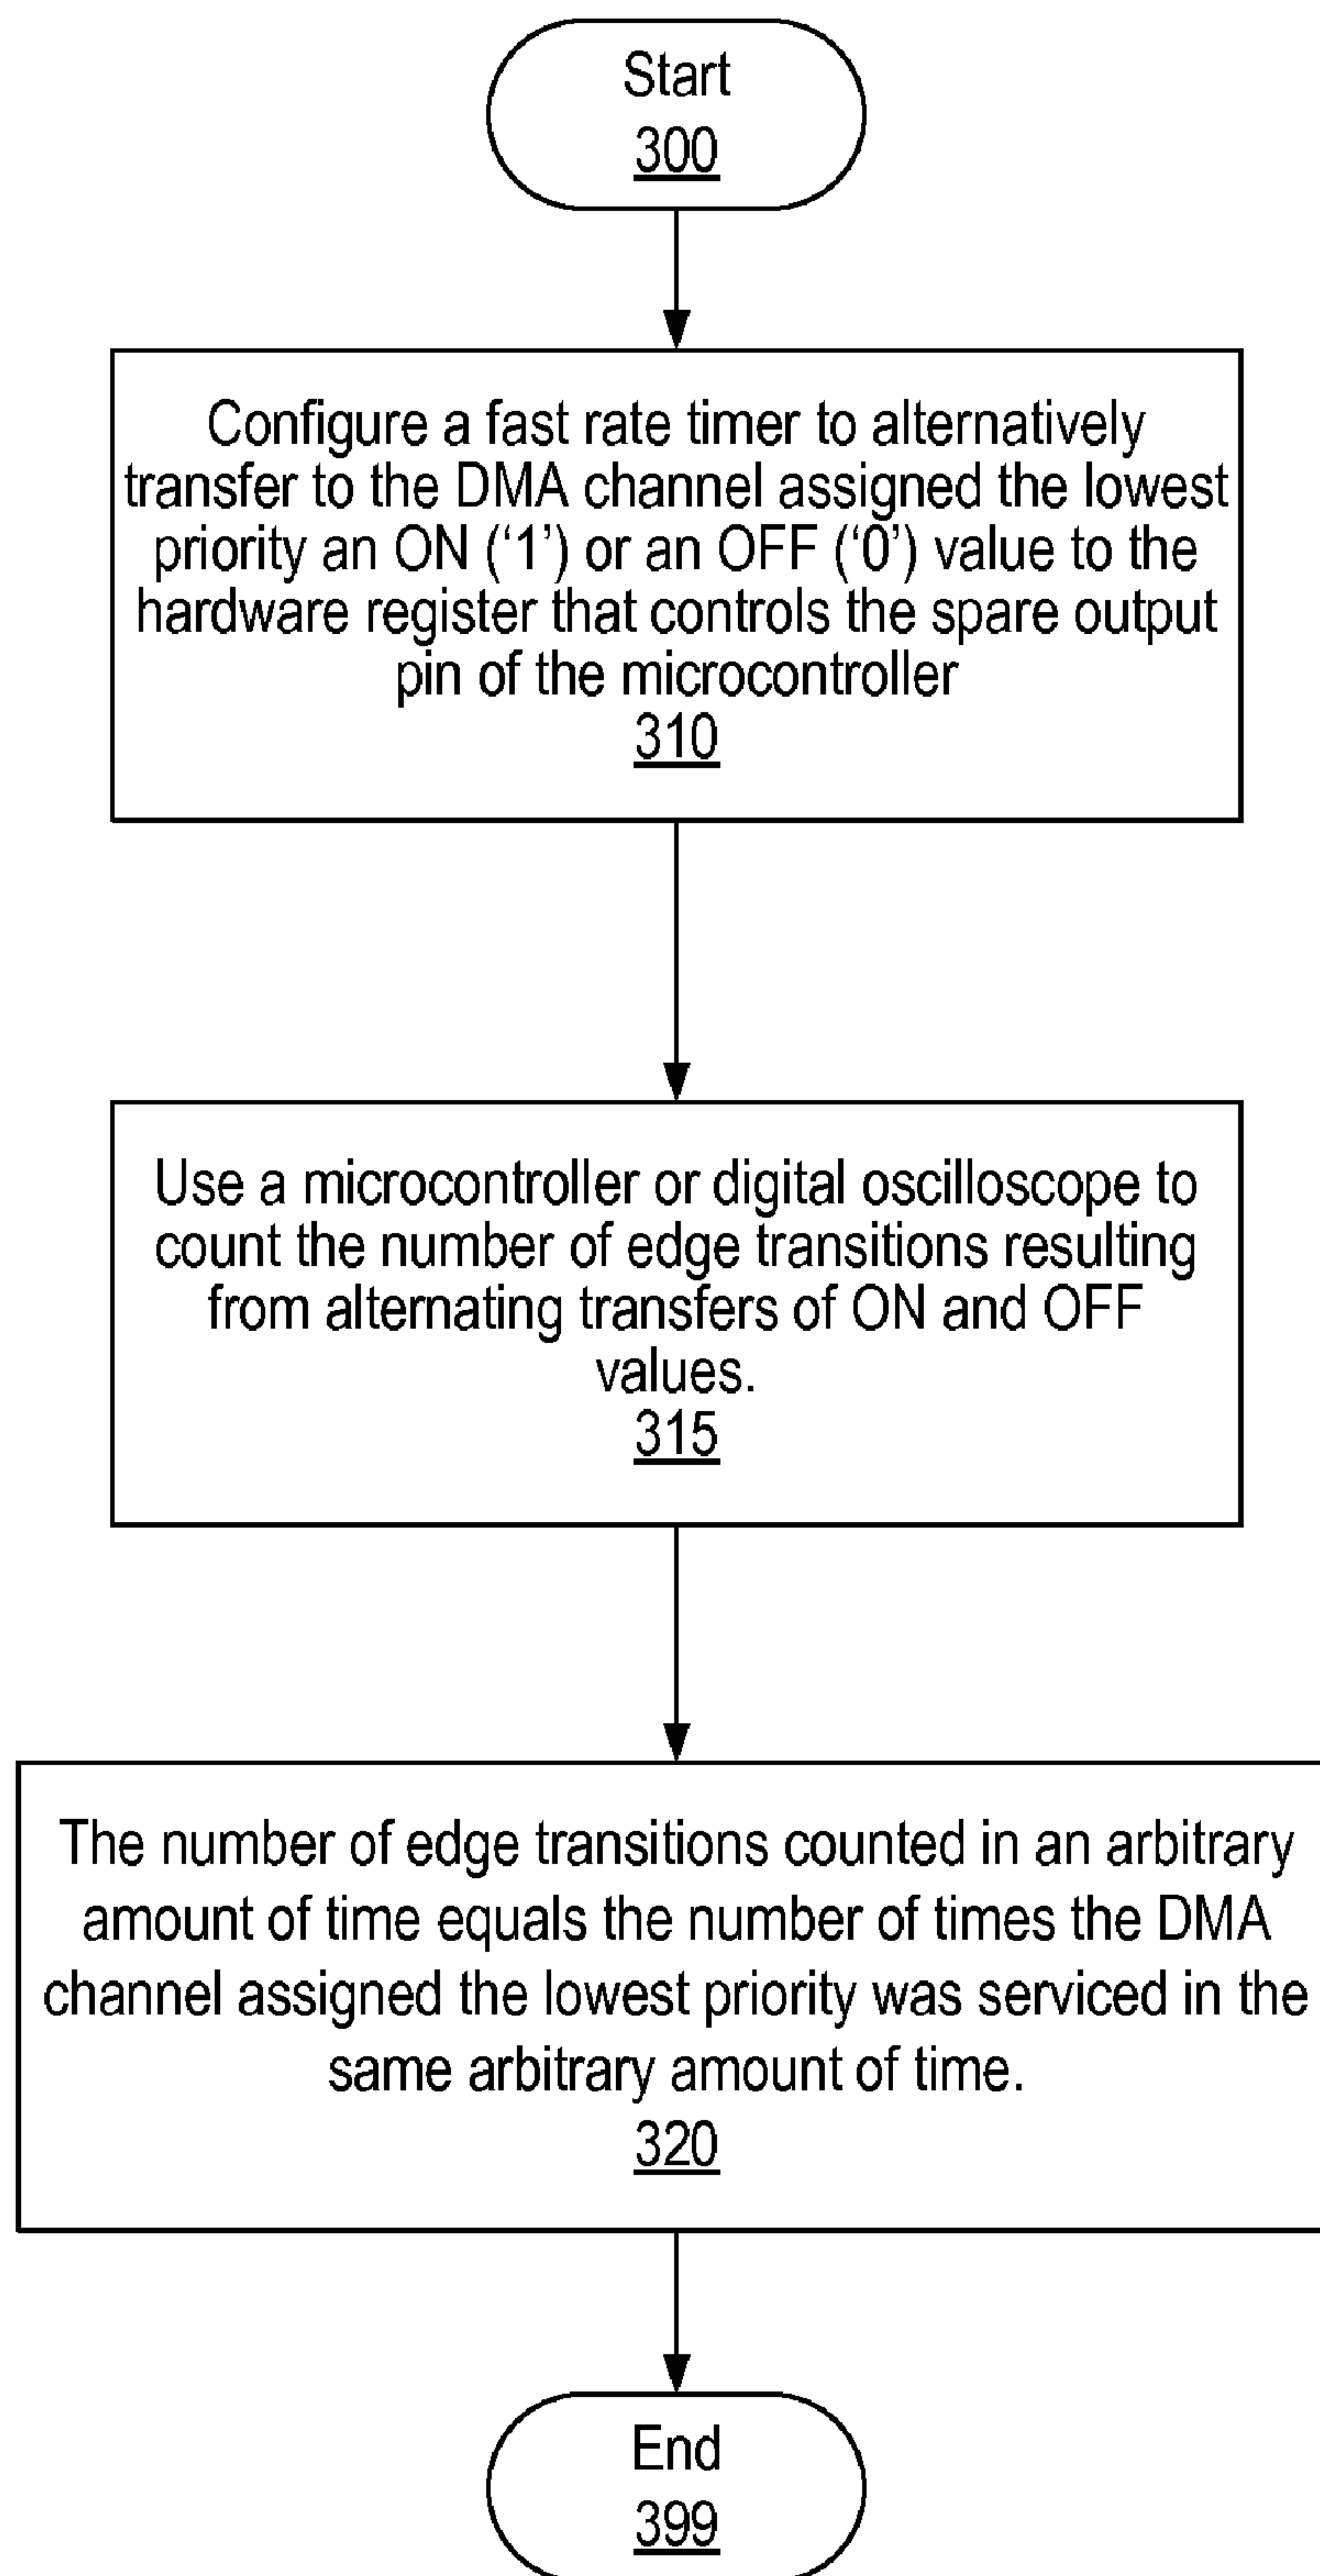 Start
300
Configure a fast rate timer to alternatively
transfer to the DMA channel assigned the lowest
priority an ON (‘1’) or an OFF (‘0’) value to the
hardware register that controls the spare output
pin of the microcontroller
310
Use a microcontroller or digital oscilloscope to
count the number of edge transitions resulting
from alternating transfers of ON and OFF
values.
315
The number of edge transitions counted in an arbitrary
amount of time equals the number of times the DMA
channel assigned the lowest priority was serviced in the
same arbitrary amount of time.
320
End
399